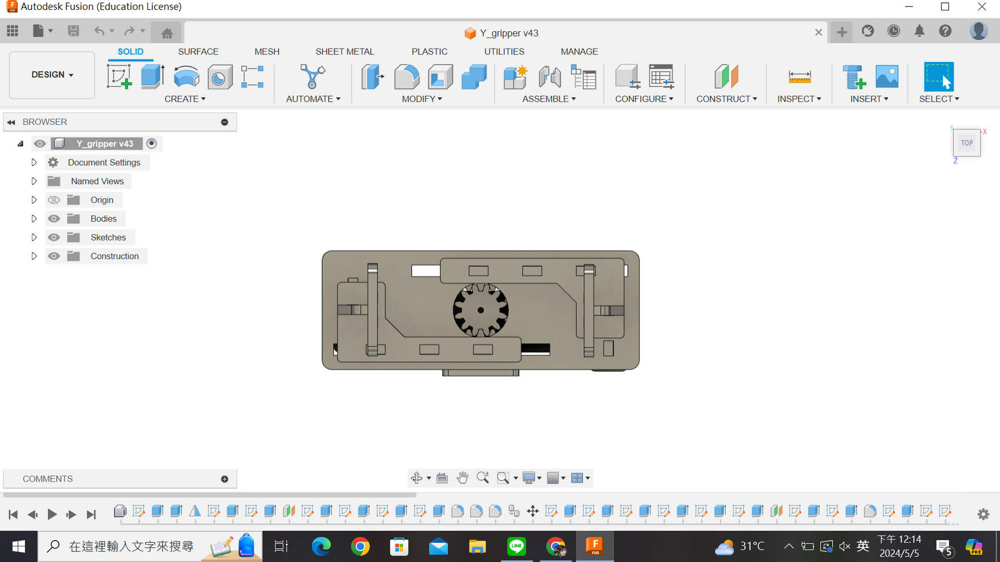 Autodesk Fusion (Education License)
Y_gripper v43
SOLID SURFACE MESH SHEET METAL PLASTIC UTILITIES MANAGE
DESIGN
CREATE AUTOMATE MODIFY ASSEMBLE CONFIGURE CONSTRUCT INSPECT INSERT SELECT
BROWSER
Y_gripper v43
Document Settings
Named Views
Origin
Bodies
Sketches
Construction
Y
X
TOP
Z
COMMENTS
在這裡輸入文字來搜尋
LINE
F
FUS
31°C
英
下午 12:14
2024/5/5
5
PRE